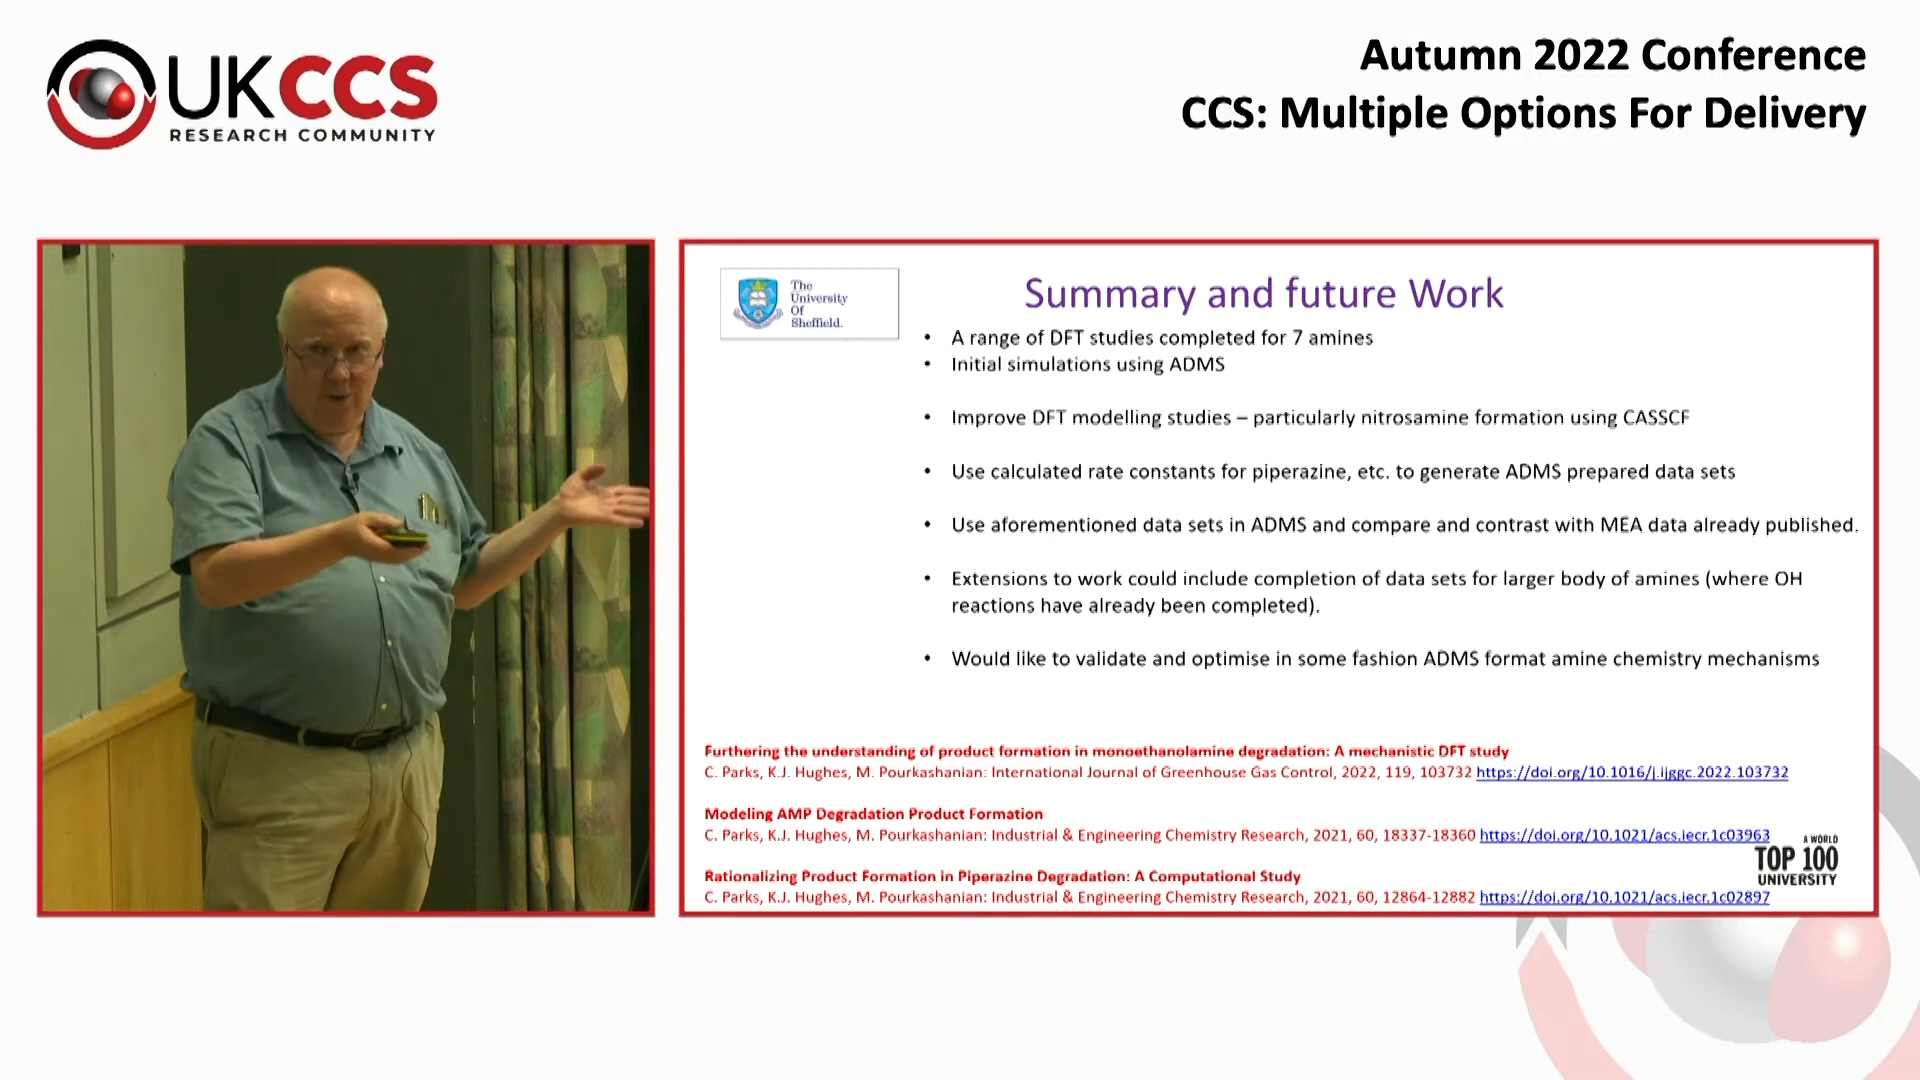 UKCCS
RESEARCH COMMUNITY
Autumn 2022 Conference
CCS: Multiple Options For Delivery
The
University
Of
Sheffield.
Summary and future Work
• A range of DFT studies completed for 7 amines
• Initial simulations using ADMS
• Improve DFT modelling studies – particularly nitrosamine formation using CASSCF
• Use calculated rate constants for piperazine, etc. to generate ADMS prepared data sets
• Use aforementioned data sets in ADMS and compare and contrast with MEA data already published.
• Extensions to work could include completion of data sets for larger body of amines (where OH
reactions have already been completed).
• Would like to validate and optimise in some fashion ADMS format amine chemistry mechanisms
Furthering the understanding of product formation in monoethanolamine degradation: A mechanistic DFT study
C. Parks, K.J. Hughes, M. Pourkashanian: International Journal of Greenhouse Gas Control, 2022, 119, 103732 https://doi.org/10.1016/j.ijggc.2022.103732
Modeling AMP Degradation Product Formation
C. Parks, K.J. Hughes, M. Pourkashanian: Industrial & Engineering Chemistry Research, 2021, 60, 18337-18360 https://doi.org/10.1021/acs.iecr.1c03963
A WORLD
TOP 100
UNIVERSITY
Rationalizing Product Formation in Piperazine Degradation: A Computational Study
C. Parks, K.J. Hughes, M. Pourkashanian: Industrial & Engineering Chemistry Research, 2021, 60, 12864-12882 https://doi.org/10.1021/acs.iecr.1c02897